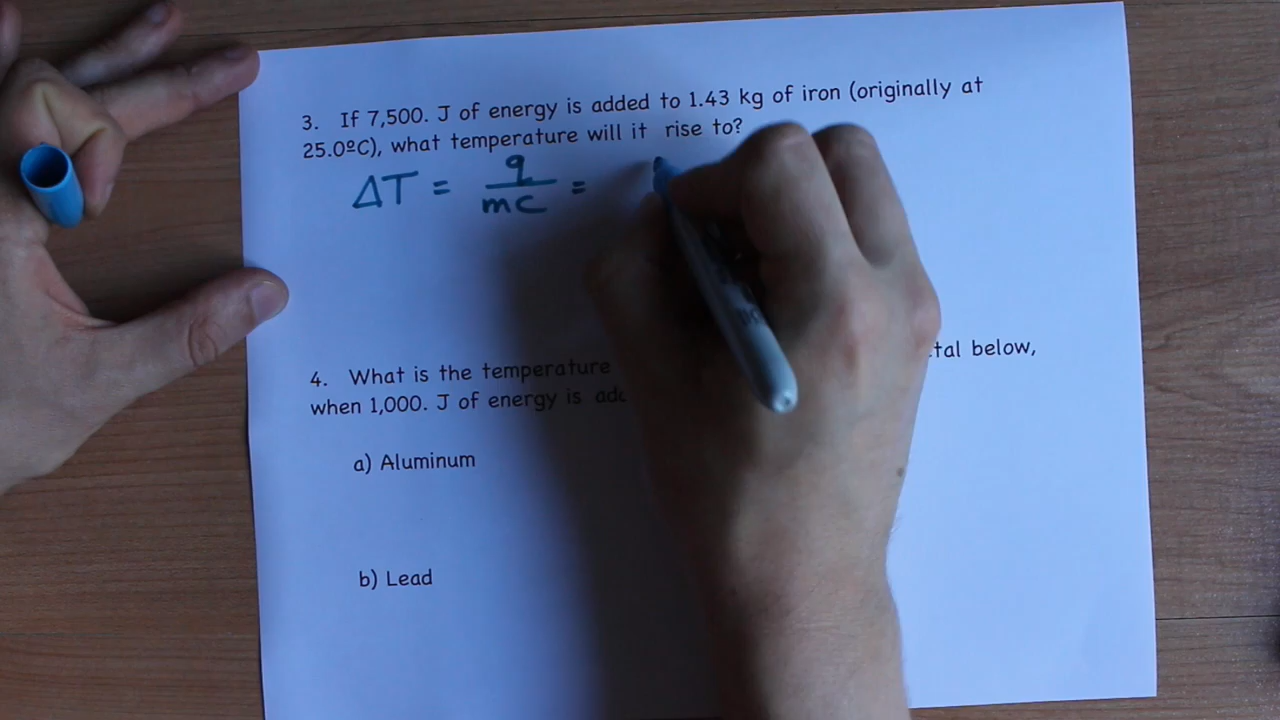 3. If 7,500. J of energy is added to 1.43 kg of iron (originally at
25.0ºC), what temperature will it rise to?
ΔT = q/mc =
4. What is the temperature below,
when 1,000. J of energy is
a) Aluminum
b) Lead